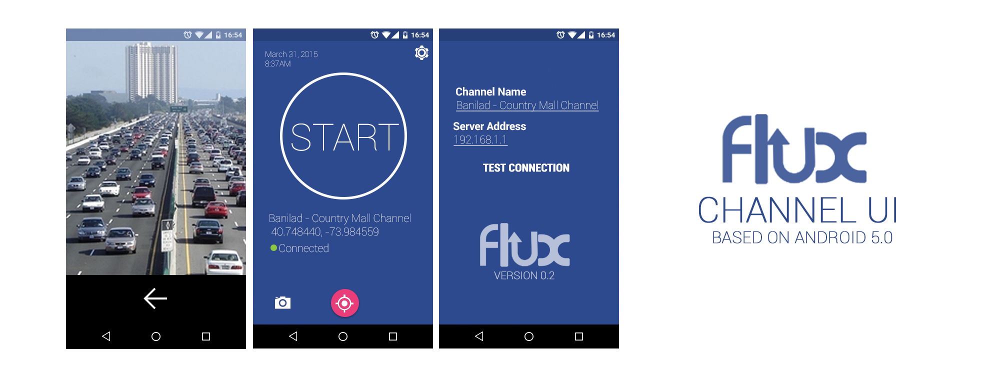 16:54
16:54
March 31, 2015
8:37AM
START
Banilad - Country Mall Channel
40.748440, -73.984559
Connected
16:54
Channel Name
Banilad - Country Mall Channel
Server Address
192.168.1.1
TEST CONNECTION
flux
VERSION 0.2
flux
CHANNEL UI
BASED ON ANDROID 5.0